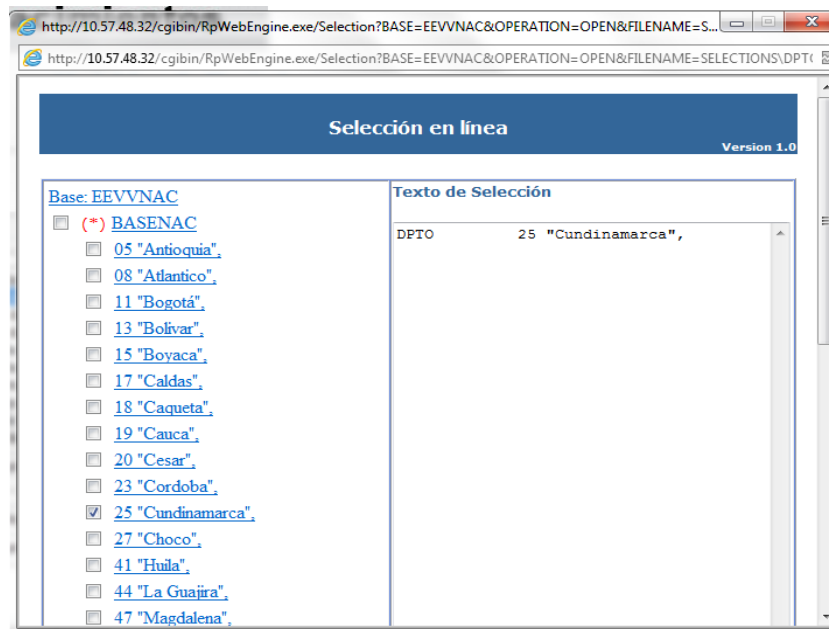 http://10.57.48.32/cgibin/RpWebEngine.exe/Selection?BASE=EEVVNAC&OPERATION=OPEN&FILENAME=S...
http://10.57.48.32/cgibin/RpWebEngine.exe/Selection?BASE=EEVVNAC&OPERATION=OPEN&FILENAME=SELECTIONS\DPT
Selección en línea
Version 1.0
Base: EEVVNAC
(*) BASENAC
05 "Antioquia",
08 "Atlantico",
11 "Bogotá",
13 "Bolivar",
15 "Boyaca",
17 "Caldas",
18 "Caqueta",
19 "Cauca",
20 "Cesar",
23 "Cordoba",
25 "Cundinamarca",
27 "Choco",
41 "Huila",
44 "La Guajira",
47 "Magdalena",
Texto de Selección
DPTO 25 "Cundinamarca",